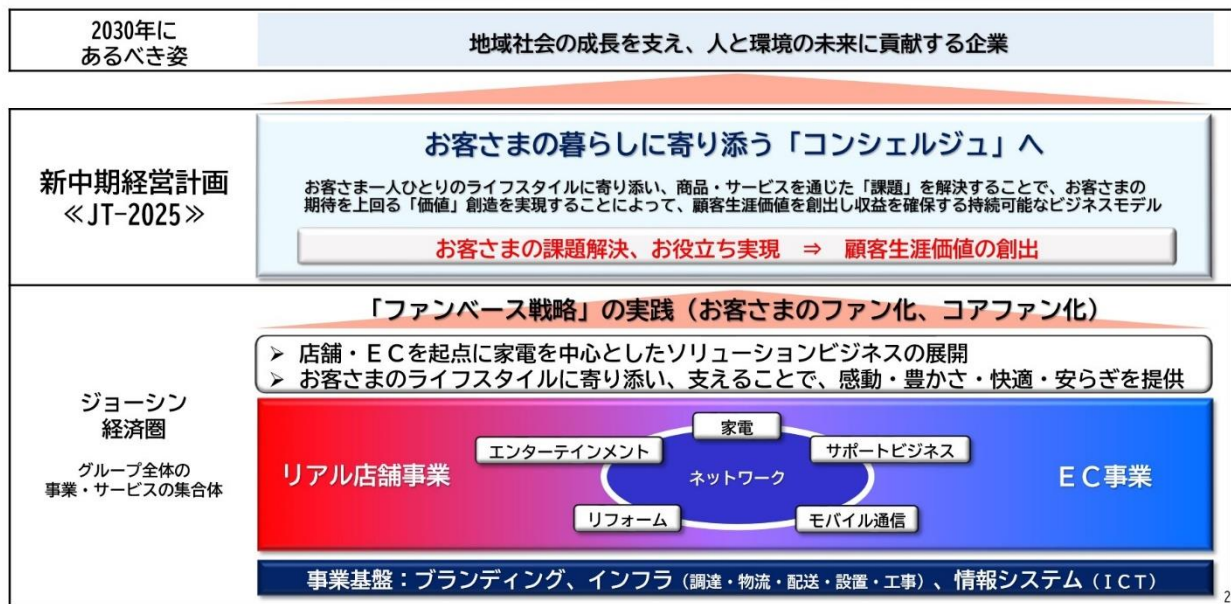 2030年に
あるべき姿
地域社会の成長を支え、人と環境の未来に貢献する企業
新中期経営計画
≪JT-2025≫
お客さまの暮らしに寄り添う「コンシェルジュ」へ
お客さま一人ひとりのライフスタイルに寄り添い、商品・サービスを通じた「課題」を解決することで、お客さまの
期待を上回る「価値」創造を実現することによって、顧客生涯価値を創出し収益を確保する持続可能なビジネスモデル
お客さまの課題解決、お役立ち実現 ⇒ 顧客生涯価値の創出
ジョーシン
経済圏
グループ全体の
事業・サービスの集合体
「ファンベース戦略」の実践（お客さまのファン化、コアファン化）
➢ 店舗・ＥＣを起点に家電を中心としたソリューションビジネスの展開
➢ お客さまのライフスタイルに寄り添い、支えることで、感動・豊かさ・快適・安らぎを提供
リアル店舗事業
家電
エンターテインメント
サポートビジネス
ネットワーク
リフォーム
モバイル通信
ＥＣ事業
事業基盤：ブランディング、インフラ（調達・物流・配送・設置・工事）、情報システム（ＩＣＴ）
2